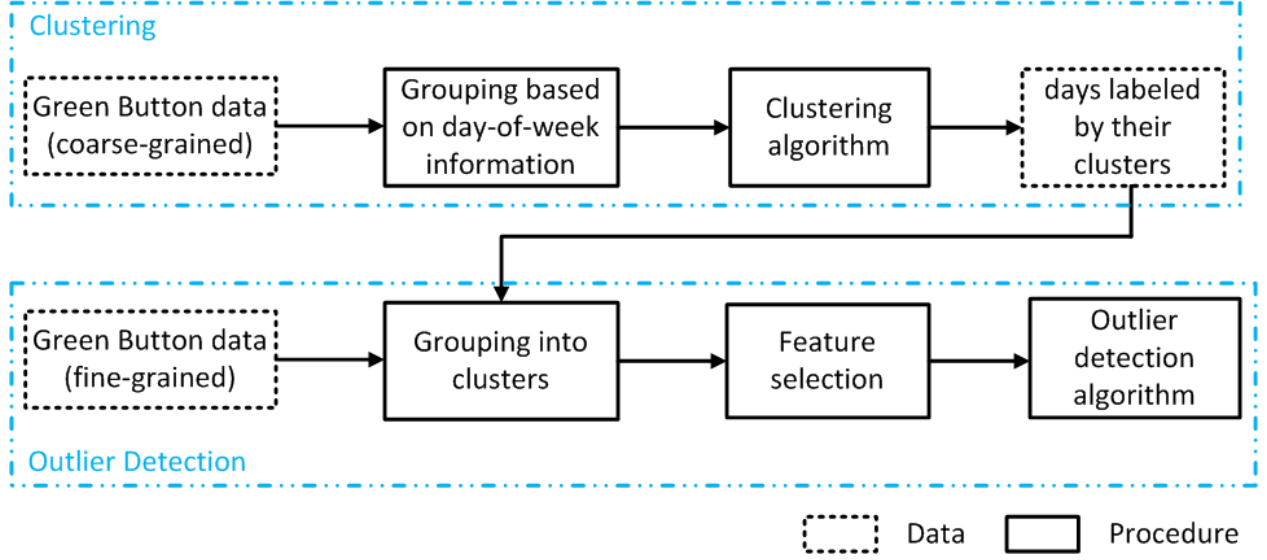 Clustering
Green Button data
(coarse-grained)
Grouping based
on day-of-week
information
Clustering
algorithm
days labeled
by their
clusters
Green Button data
(fine-grained)
Grouping into
clusters
Feature
selection
Outlier
detection
algorithm
Outlier Detection
Data
Procedure